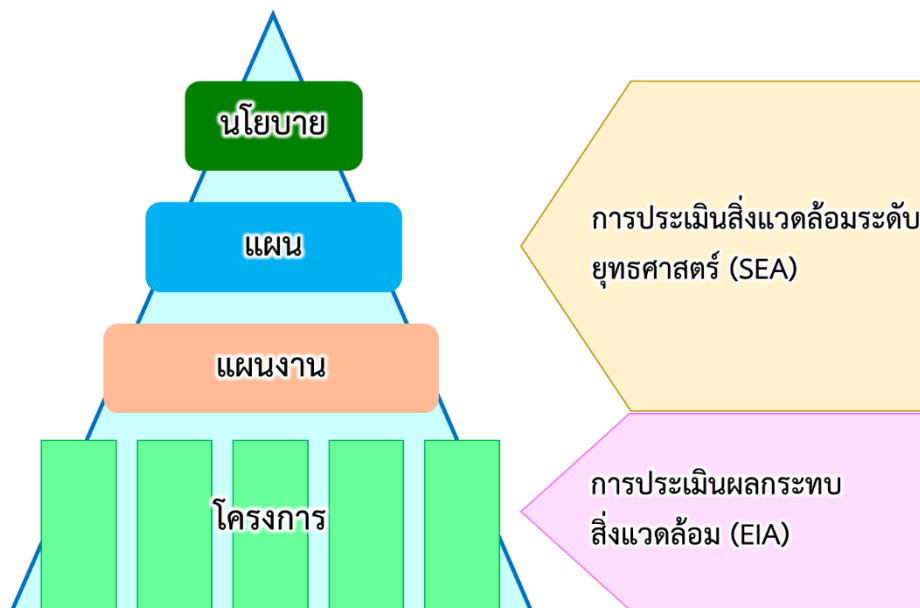 นโยบาย
แผน
แผนงาน
โครงการ
การประเมินสิ่งแวดล้อมระดับ
ยุทธศาสตร์ (SEA)
การประเมินผลกระทบ
สิ่งแวดล้อม (EIA)